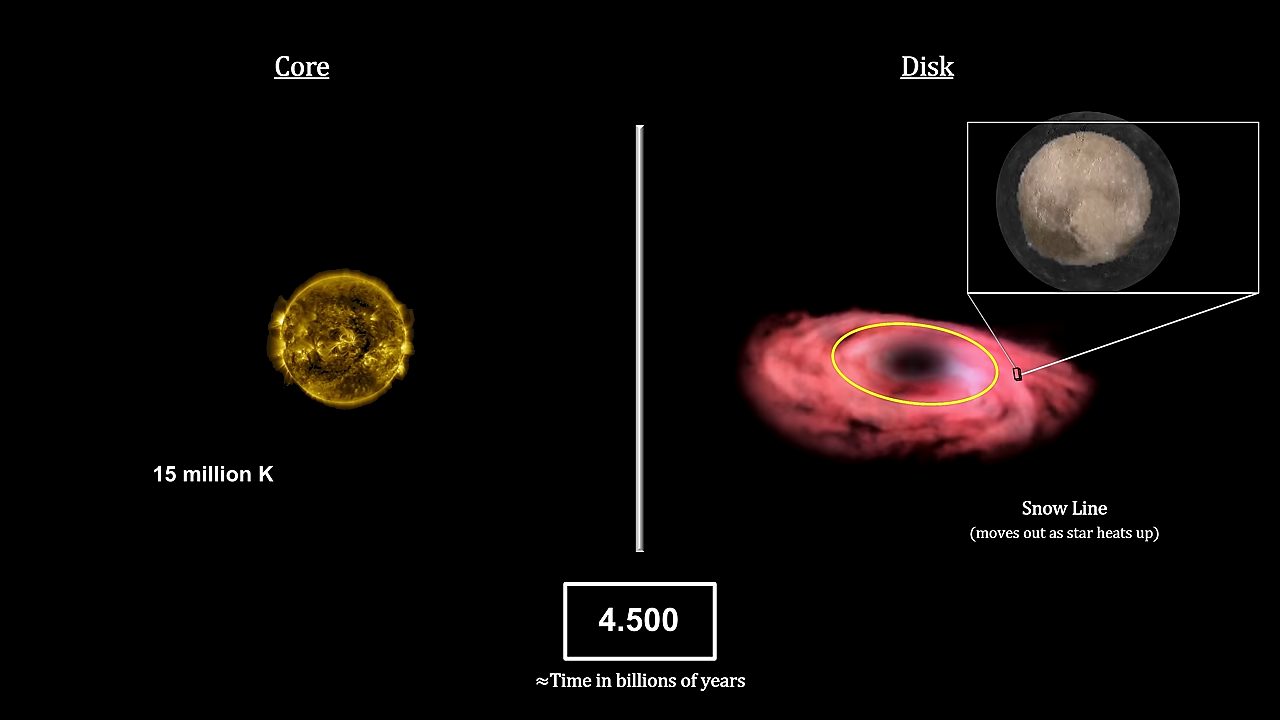 Core
Disk
15 million K
Snow Line
(moves out as star heats up)
4.500
≈Time in billions of years